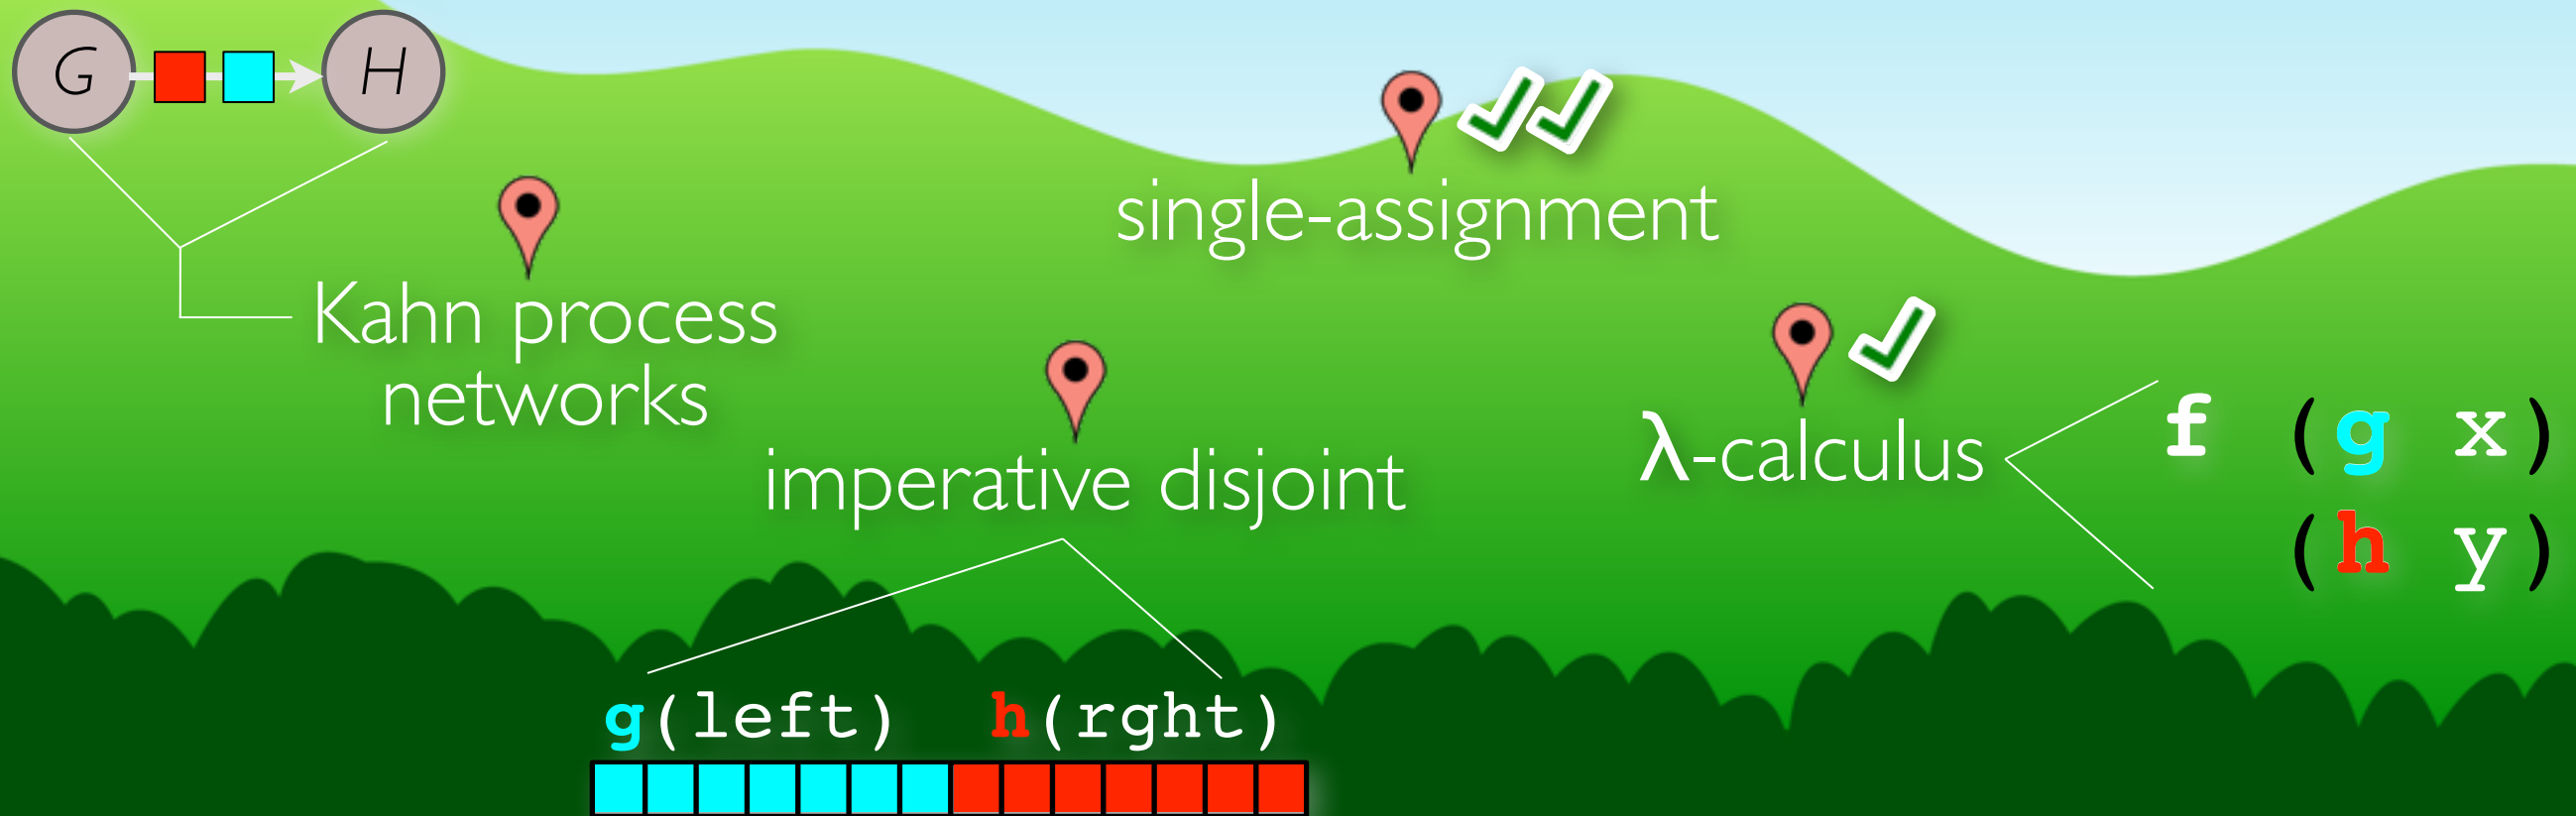 G H
single-assignment
Kahn process
networks
imperative disjoint
λ-calculus
f (g x)
(h y)
g(left) h(rght)